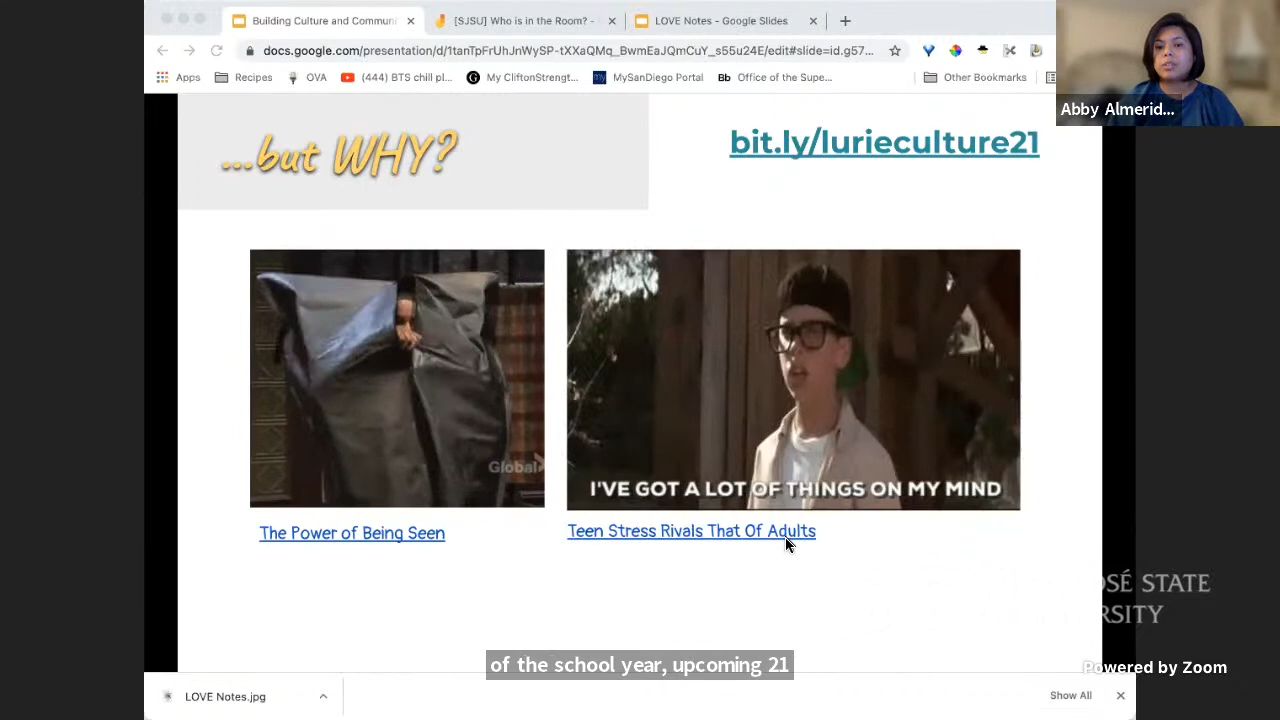 Building Culture and Commun
[SJSU] Who is in the Room? -
LOVE Notes - Google Slides
docs.google.com/presentation/d/1tanTpFrUhJnWySP-tXXaQMq_BwmEaJQmCuY_s55u24E/edit#slide=id.g57...
Apps
Recipes
OVA
(444) BTS chill pl...
My CliftonStrengt...
MySanDiego Portal
Bb
Office of the Supe...
Other Bookmarks
Abby Almerid...
...but WHY?
bit.ly/lurieculture21
Global
I'VE GOT A LOT OF THINGS ON MY MIND
The Power of Being Seen
Teen Stress Rivals That Of Adults
OSÉ STATE
RSITY
of the school year, upcoming 21
Powered by Zoom
LOVE Notes.jpg
Show All